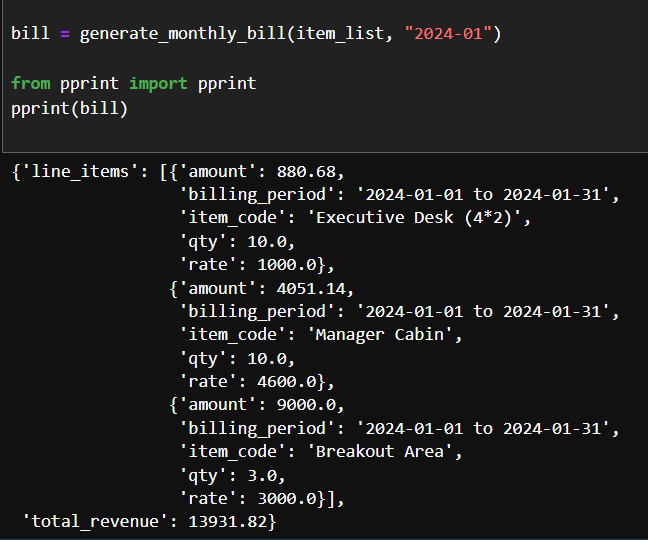 bill = generate_monthly_bill(item_list, "2024-01")
from pprint import pprint
pprint(bill)
{'line_items': [{'amount': 880.68,
'billing_period': '2024-01-01 to 2024-01-31',
'item_code': 'Executive Desk (4*2)',
'qty': 10.0,
'rate': 1000.0},
{'amount': 4051.14,
'billing_period': '2024-01-01 to 2024-01-31',
'item_code': 'Manager Cabin',
'qty': 10.0,
'rate': 4600.0},
{'amount': 9000.0,
'billing_period': '2024-01-01 to 2024-01-31',
'item_code': 'Breakout Area',
'qty': 3.0,
'rate': 3000.0}],
'total_revenue': 13931.82}